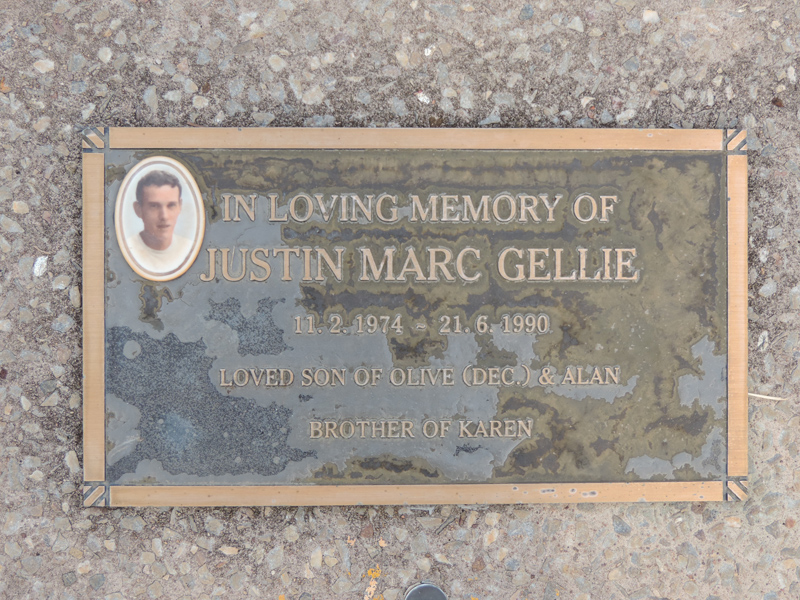 IN LOVING MEMORY OF
JUSTIN MARC GELLIE
11. 2. 1974 ~ 21. 6. 1990
LOVED SON OF OLIVE (DEC.) & ALAN
BROTHER OF KAREN